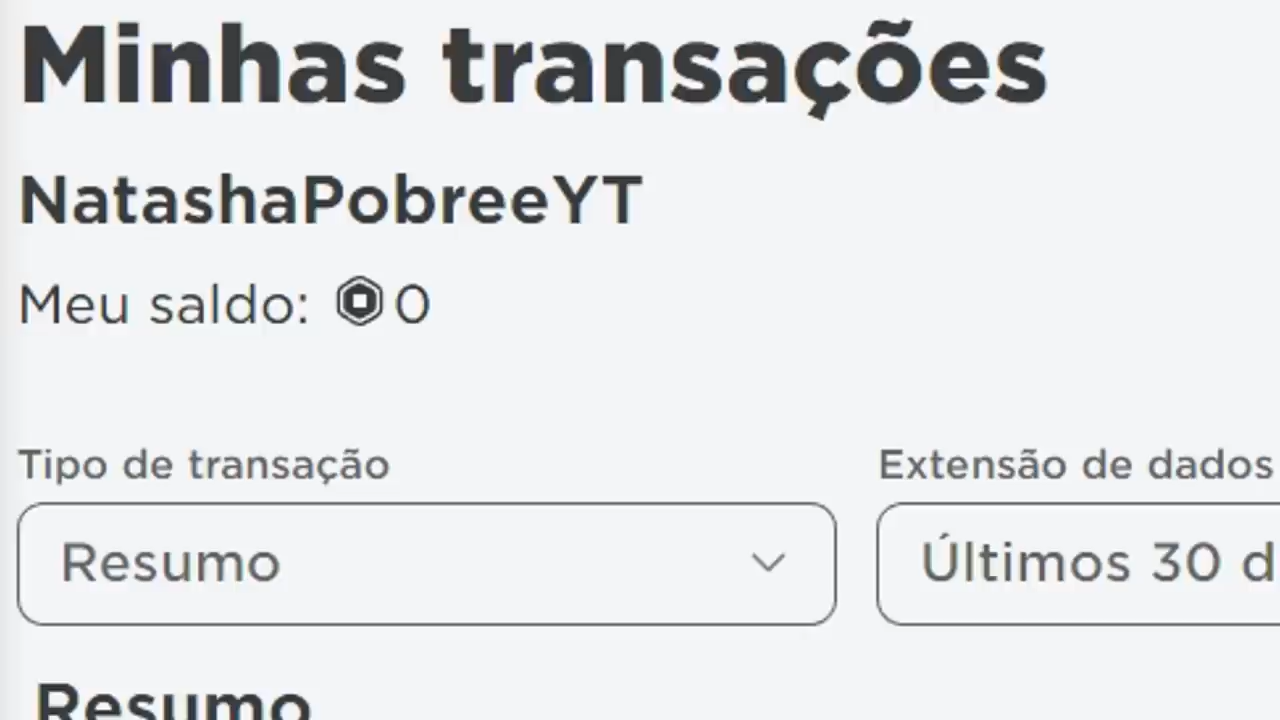 Minhas transações
NatashaPobreeYT
Meu saldo: 0
Tipo de transação
Extensão de dados
Resumo
Últimos 30 d
Resumo